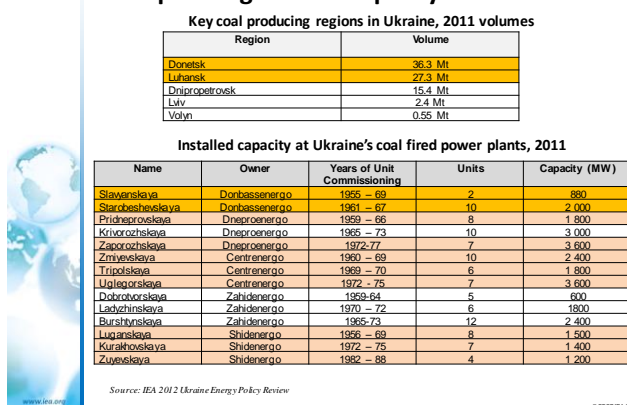 Key coal producing regions in Ukraine, 2011 volumes
Region Volume
Donetsk 36.3 Mt
Luhansk 27.3 Mt
Dnipropetrovsk 15.4 Mt
Lviv 2.4 Mt
Volyn 0.55 Mt
Installed capacity at Ukraine's coal fired power plants, 2011
Name Owner Years of Unit Commissioning Units Capacity (MW)
Slavyanskaya Donbassenergo 1955 – 69 2 880
Starobeshevskaya Donbassenergo 1961 – 67 10 2 000
Pridneprovskaya Dneproenergo 1959 – 66 8 1 800
Krivorozhskaya Dneproenergo 1965 – 73 10 3 000
Zaporozhskaya Dneproenergo 1972-77 7 3 600
Zmiyevskaya Centrenergo 1960 – 69 10 2 400
Tripolskaya Centrenergo 1969 – 70 6 1 800
Uglegorskaya Centrenergo 1972 - 75 7 3 600
Dobrotvorskaya Zahidenergo 1959-64 5 600
Ladyzhinskaya Zahidenergo 1970 – 72 6 1800
Burshtynskaya Zahidenergo 1965-73 12 2 400
Luganskaya Shidenergo 1956 – 69 8 1 500
Kurakhovskaya Shidenergo 1972 – 75 7 1 400
Zuyevskaya Shidenergo 1982 – 88 4 1 200
Source: IEA 2012 Ukraine Energy Policy Review
www.iea.org